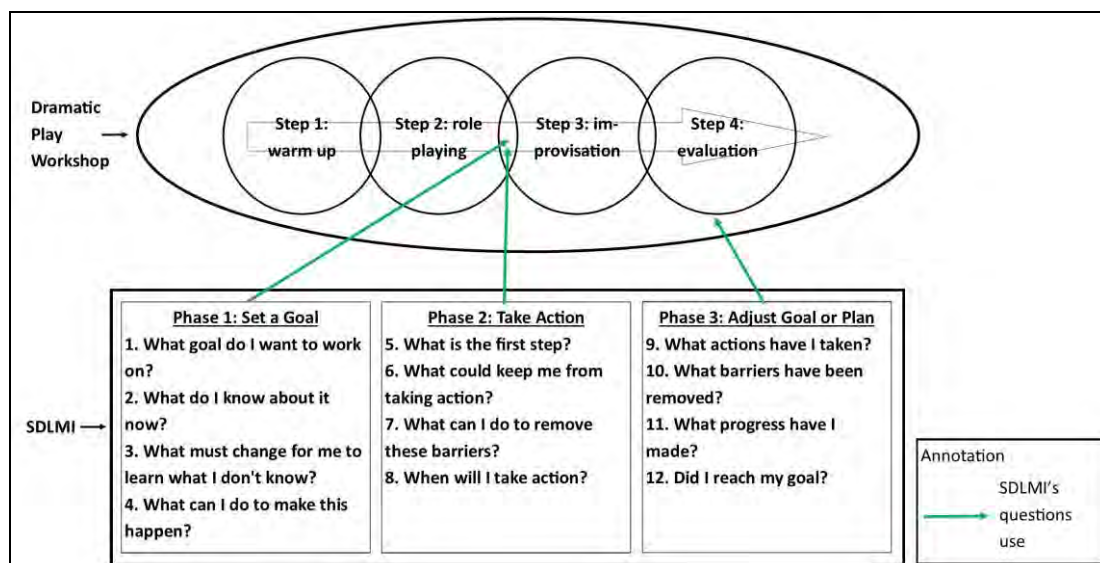 Dramatic
Play
Workshop
Step 1:
warm up
Step 2: role
playing
Step 3: im-
provisation
Step 4:
evaluation
SDLMI
Phase 1: Set a Goal
1. What goal do I want to work
on?
2. What do I know about it
now?
3. What must change for me to
learn what I don't know?
4. What can I do to make this
happen?
Phase 2: Take Action
5. What is the first step?
6. What could keep me from
taking action?
7. What can I do to remove
these barriers?
8. When will I take action?
Phase 3: Adjust Goal or Plan
9. What actions have I taken?
10. What barriers have been
removed?
11. What progress have I
made?
12. Did I reach my goal?
Annotation
SDLMI's
questions
use